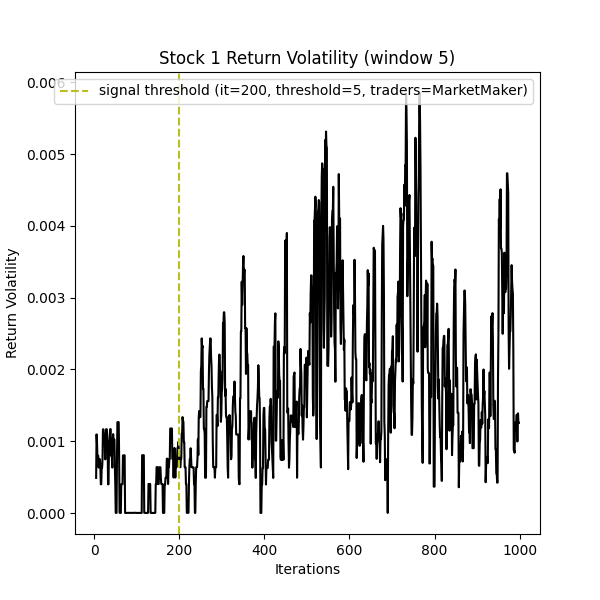 Stock 1 Return Volatility (window 5)
0.006
signal threshold (it=200, threshold=5, traders=MarketMaker)
0.005
0.004
Return Volatility
0.003
0.002
0.001
0.000
0 200 400 600 800 1000
Iterations